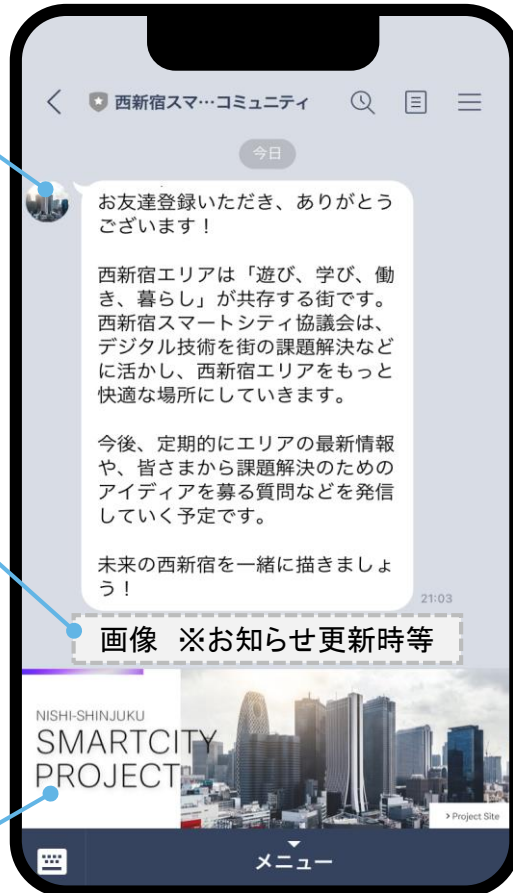 西新宿スマ…コミュニティ
今日
お友達登録いただき、ありがとう
ございます！
西新宿エリアは「遊び、学び、働
き、暮らし」が共存する街です。
西新宿スマートシティ協議会は、
デジタル技術を街の課題解決など
に活かし、西新宿エリアをもっと
快適な場所にしていきます。
今後、定期的にエリアの最新情報
や、皆さまから課題解決のための
アイディアを募る質問などを発信
していく予定です。
未来の西新宿を一緒に描きましょ
う！
21:03
画像 ※お知らせ更新時等
NISHI-SHINJUKU
SMARTCITY
PROJECT
> Project Site
メニュー